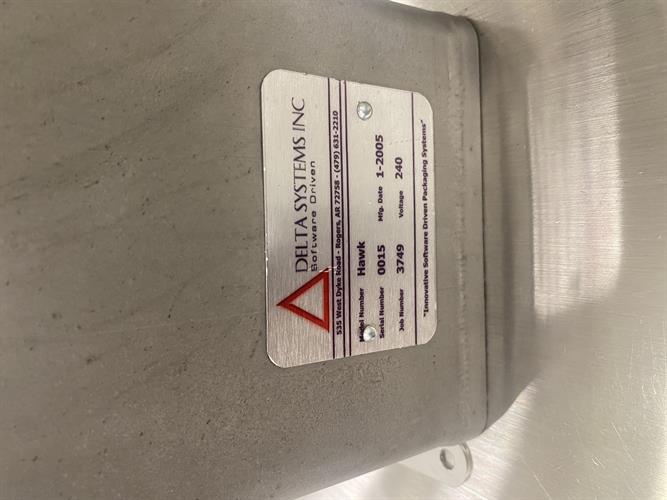 DELTA SYSTEMS INC
Software Driven
535 West Dyke Road - Rogers, AR 72758 - (479) 631-2210
Model Number Hawk
Serial Number 0015 Mfg. Date 1-2005
Job Number 3749 Voltage 240
"Innovative Software Driven Packaging Systems"